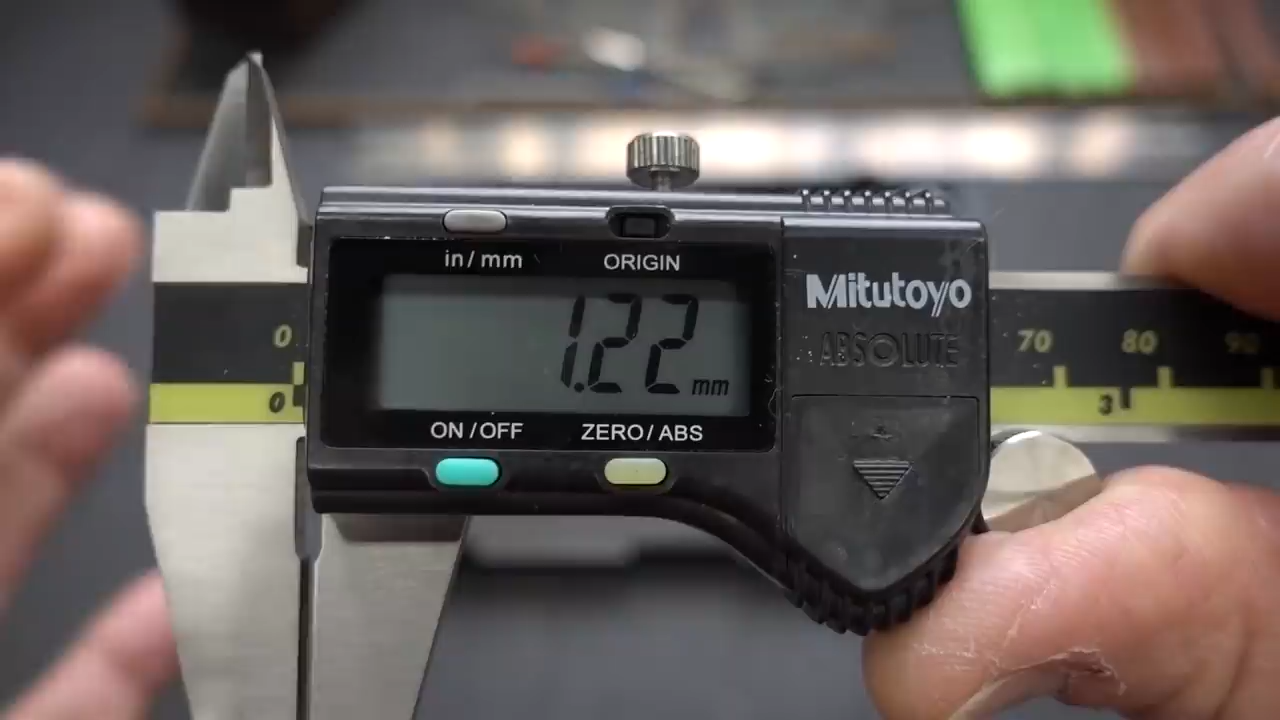 in/mm
ORIGIN
Mitutoyo
ABSOLUTE
1.22 mm
0
70 80 90
0
3
ON/OFF
ZERO/ABS